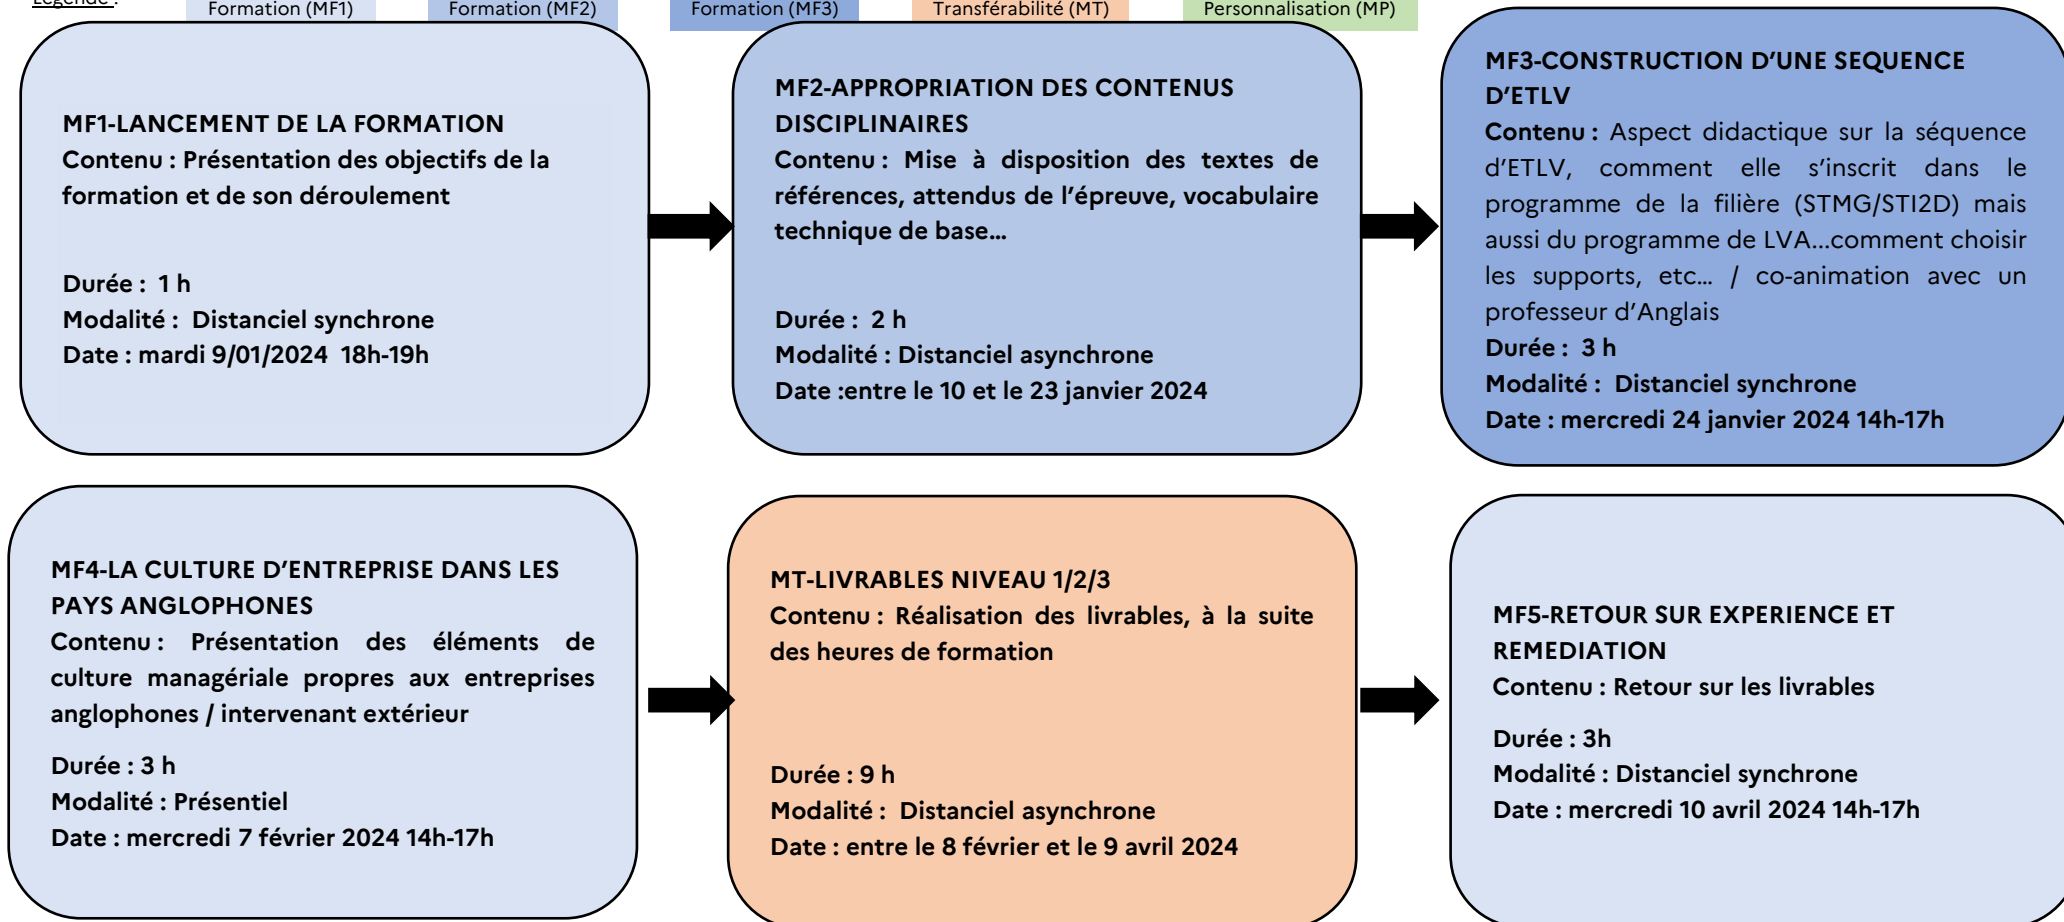 Légende :
Formation (MF1)
Formation (MF2)
Formation (MF3)
Transférabilité (MT)
Personnalisation (MP)
MF1-LANCEMENT DE LA FORMATION
Contenu : Présentation des objectifs de la
formation et de son déroulement
Durée : 1 h
Modalité : Distanciel synchrone
Date : mardi 9/01/2024 18h-19h
MF2-APPROPRIATION DES CONTENUS
DISCIPLINAIRES
Contenu : Mise à disposition des textes de
références, attendus de l'épreuve, vocabulaire
technique de base…
Durée : 2 h
Modalité : Distanciel asynchrone
Date :entre le 10 et le 23 janvier 2024
MF3-CONSTRUCTION D'UNE SEQUENCE
D'ETLV
Contenu : Aspect didactique sur la séquence
d'ETLV, comment elle s'inscrit dans le
programme de la filière (STMG/STI2D) mais
aussi du programme de LVA...comment choisir
les supports, etc… / co-animation avec un
professeur d'Anglais
Durée : 3 h
Modalité : Distanciel synchrone
Date : mercredi 24 janvier 2024 14h-17h
MF4-LA CULTURE D'ENTREPRISE DANS LES
PAYS ANGLOPHONES
Contenu : Présentation des éléments de
culture managériale propres aux entreprises
anglophones / intervenant extérieur
Durée : 3 h
Modalité : Présentiel
Date : mercredi 7 février 2024 14h-17h
MT-LIVRABLES NIVEAU 1/2/3
Contenu : Réalisation des livrables, à la suite
des heures de formation
Durée : 9 h
Modalité : Distanciel asynchrone
Date : entre le 8 février et le 9 avril 2024
MF5-RETOUR SUR EXPERIENCE ET
REMEDIATION
Contenu : Retour sur les livrables
Durée : 3h
Modalité : Distanciel synchrone
Date : mercredi 10 avril 2024 14h-17h